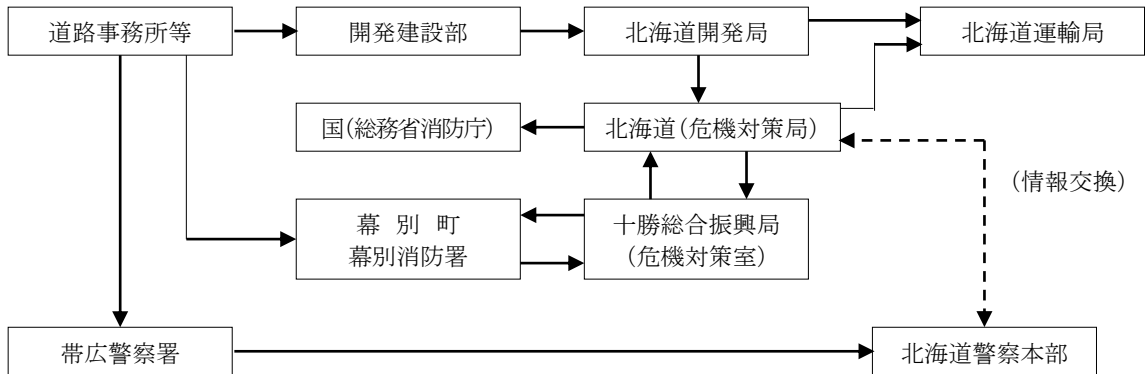 道路事務所等
開発建設部
北海道開発局
北海道運輸局
国(総務省消防庁)
北海道(危機対策局)
(情報交換)
幕 別 町
幕別消防署
十勝総合振興局
(危機対策室)
帯広警察署
北海道警察本部